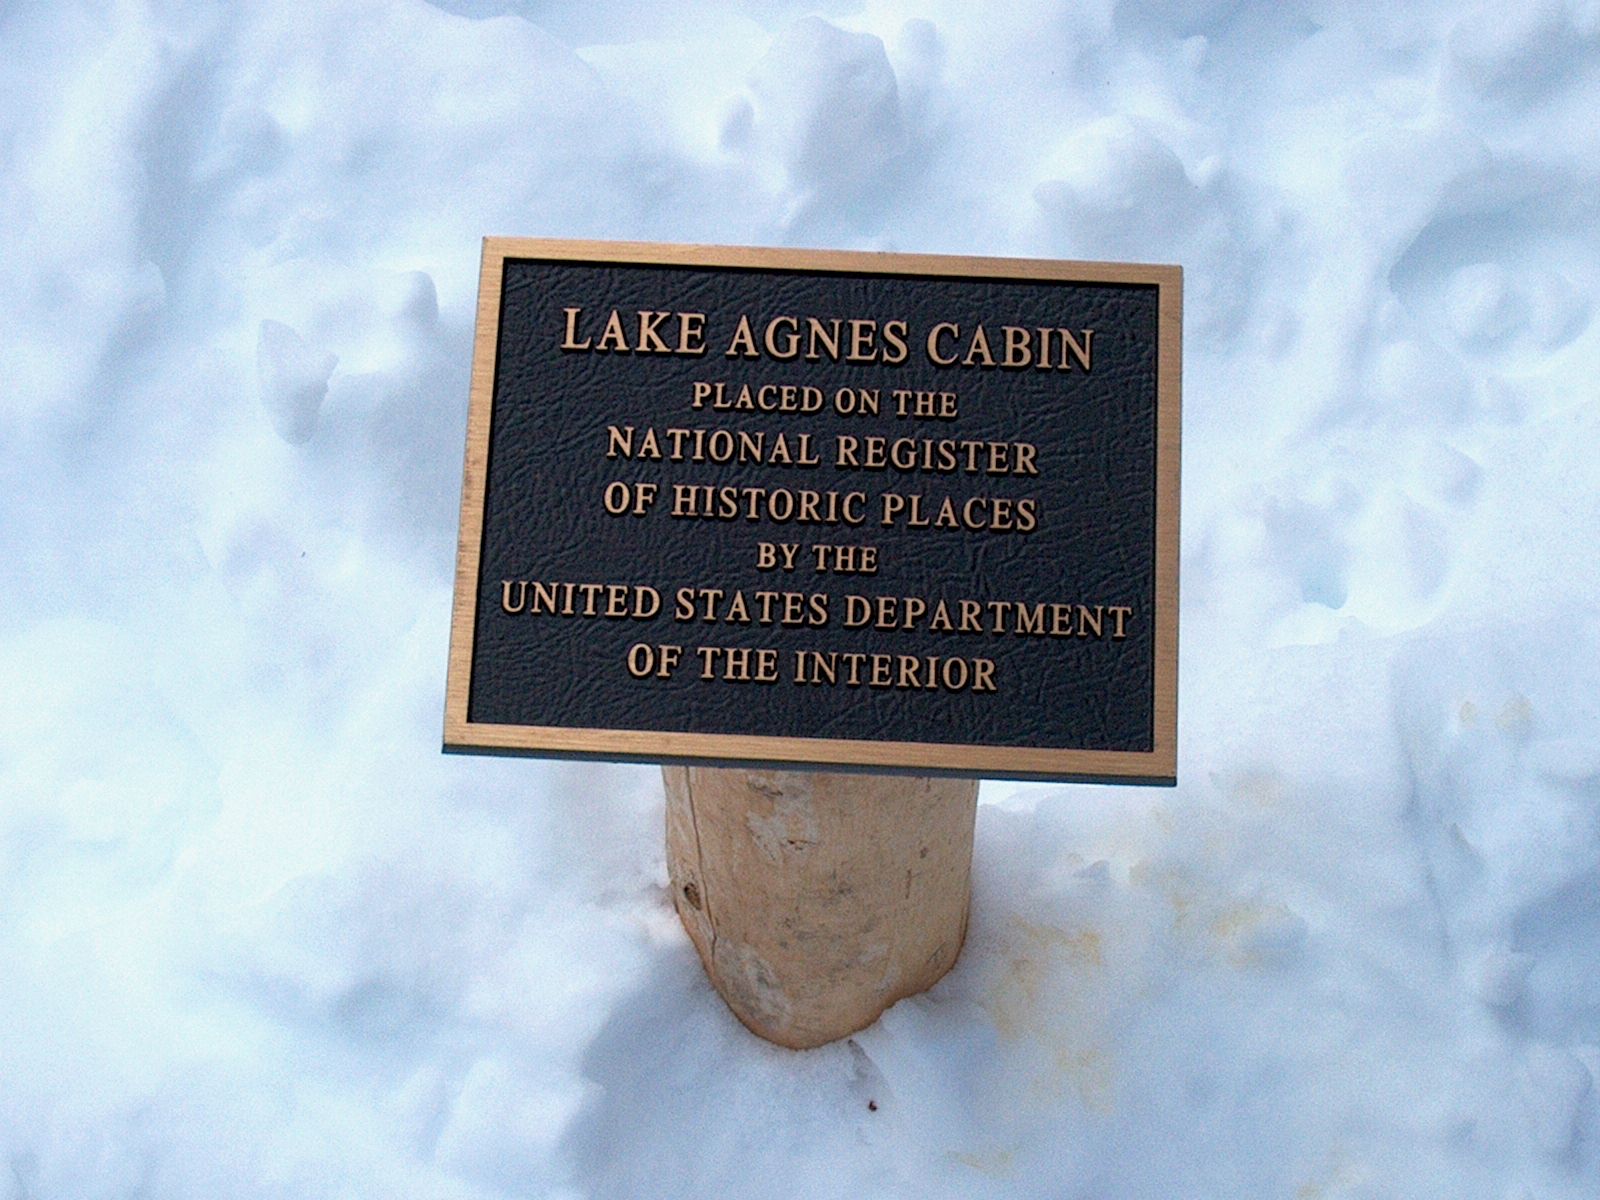 LAKE AGNES CABIN
PLACED ON THE
NATIONAL REGISTER
OF HISTORIC PLACES
BY THE
UNITED STATES DEPARTMENT
OF THE INTERIOR